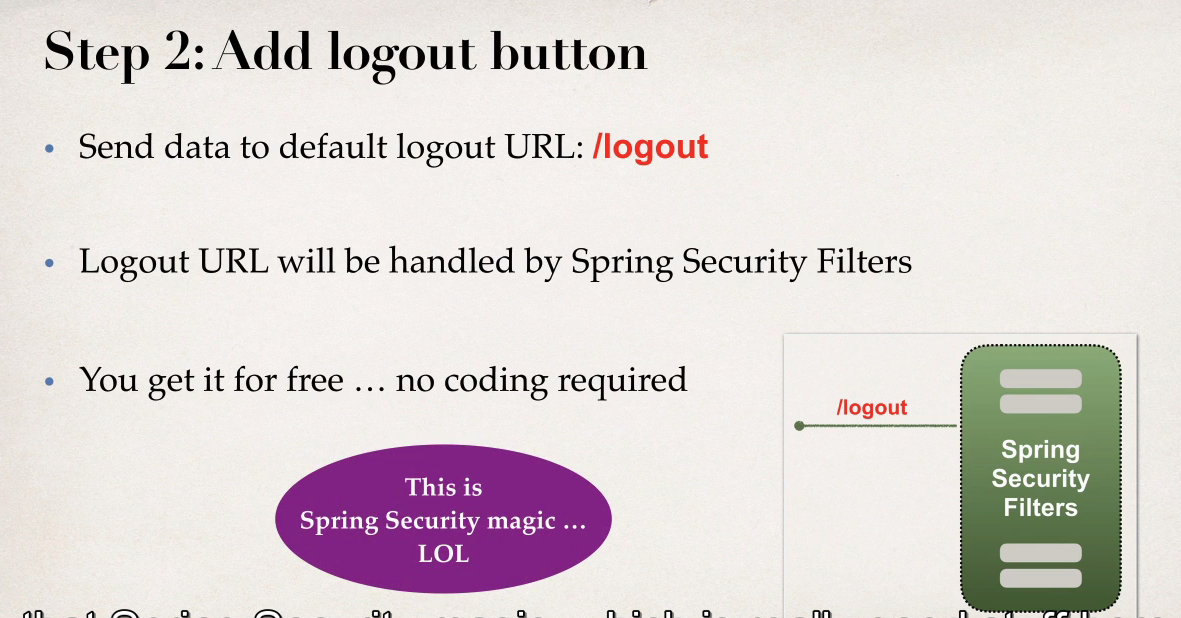 Step 2: Add logout button
• Send data to default logout URL: /logout
• Logout URL will be handled by Spring Security Filters
• You get it for free … no coding required
This is
Spring Security magic …
LOL
/logout
Spring
Security
Filters